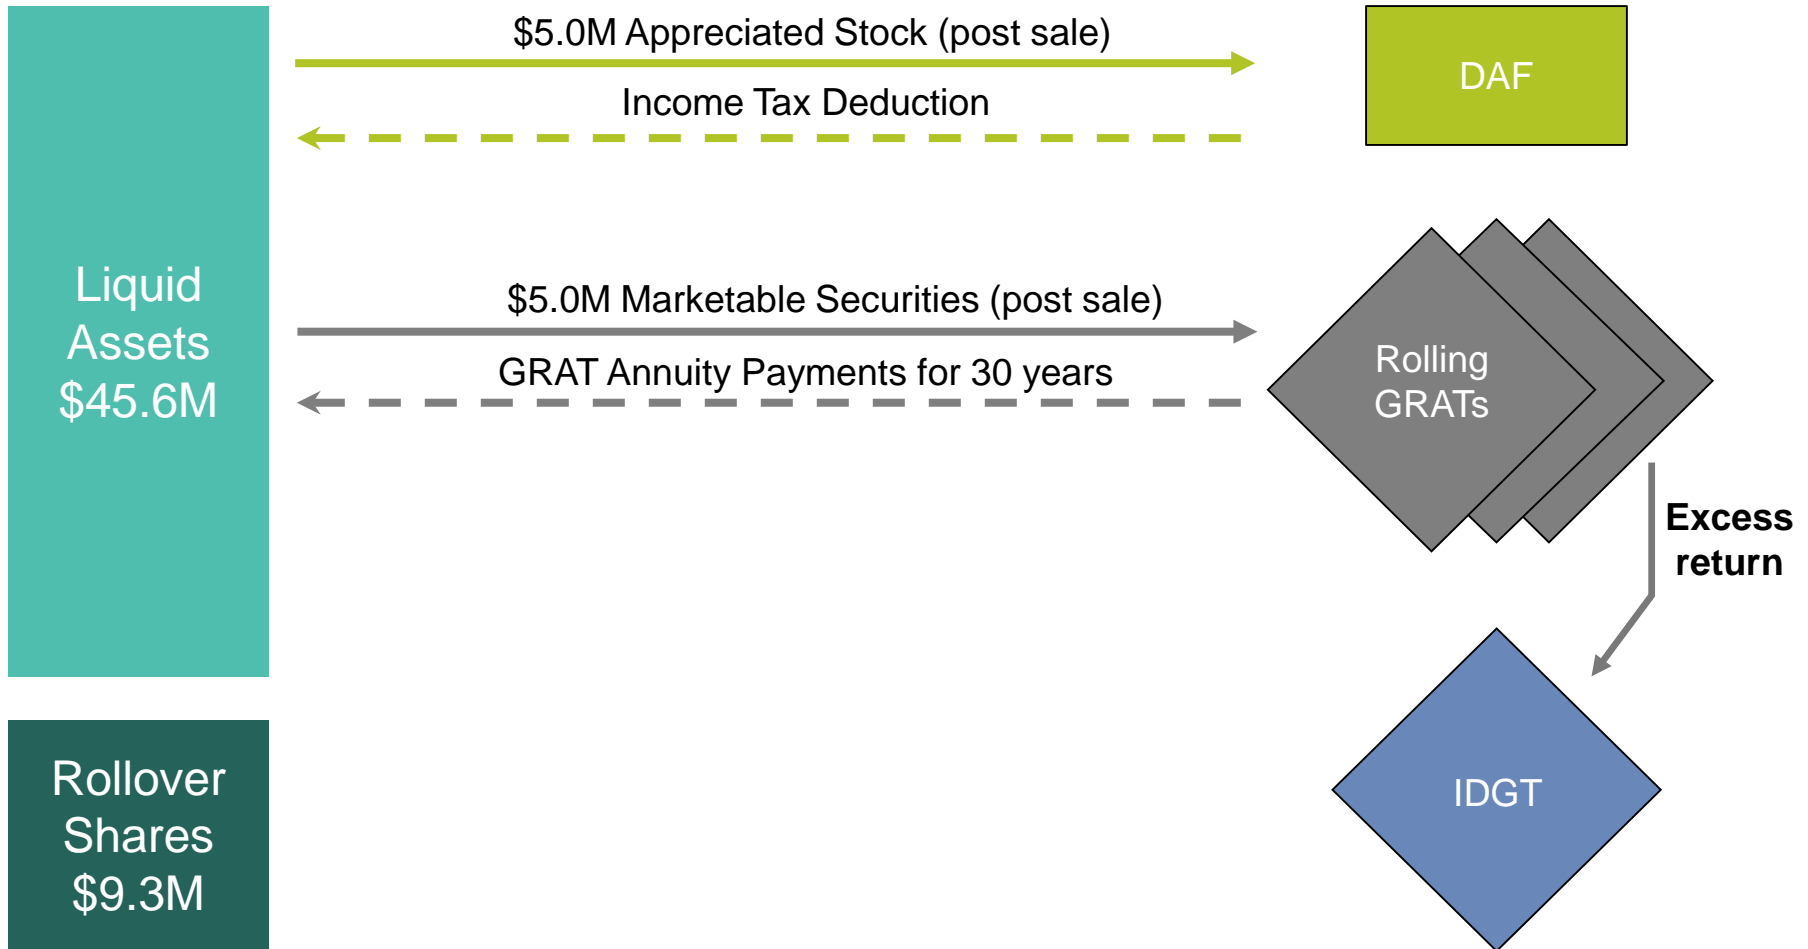 $5.0M Appreciated Stock (post sale)
Income Tax Deduction
DAF
Liquid
Assets
$45.6M
$5.0M Marketable Securities (post sale)
GRAT Annuity Payments for 30 years
Rolling
GRATs
Excess
return
IDGT
Rollover
Shares
$9.3M